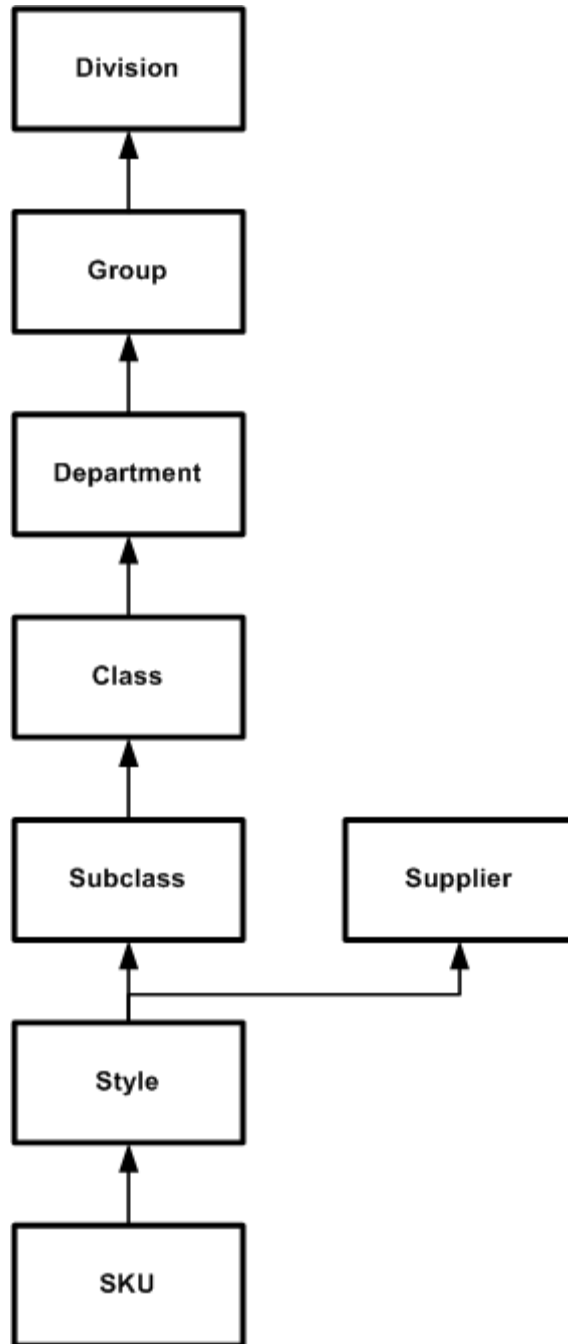 Division
Group
Department
Class
Subclass
Supplier
Style
SKU